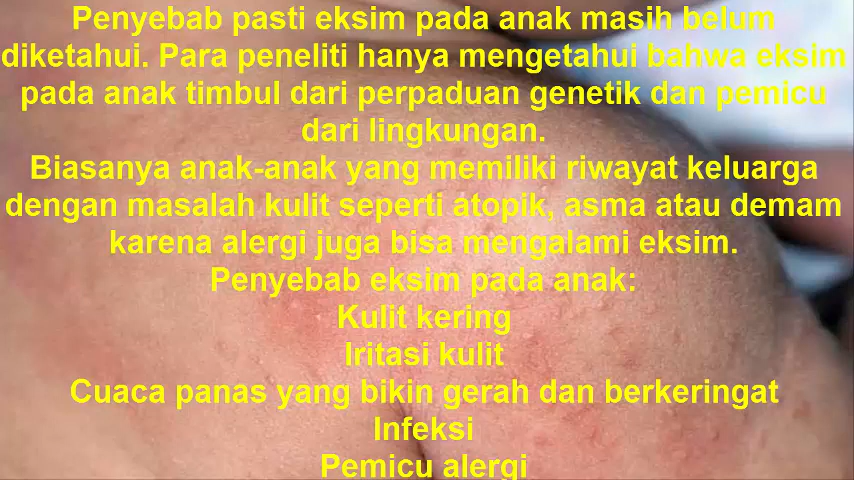 Penyebab pasti eksim pada anak masih belum
diketahui. Para peneliti hanya mengetahui bahwa eksim
pada anak timbul dari perpaduan genetik dan pemicu
dari lingkungan.
Biasanya anak-anak yang memiliki riwayat keluarga
dengan masalah kulit seperti atopik, asma atau demam
karena alergi juga bisa mengalami eksim.
Penyebab eksim pada anak:
Kulit kering
Iritasi kulit
Cuaca panas yang bikin gerah dan berkeringat
Infeksi
Pemicu alergi